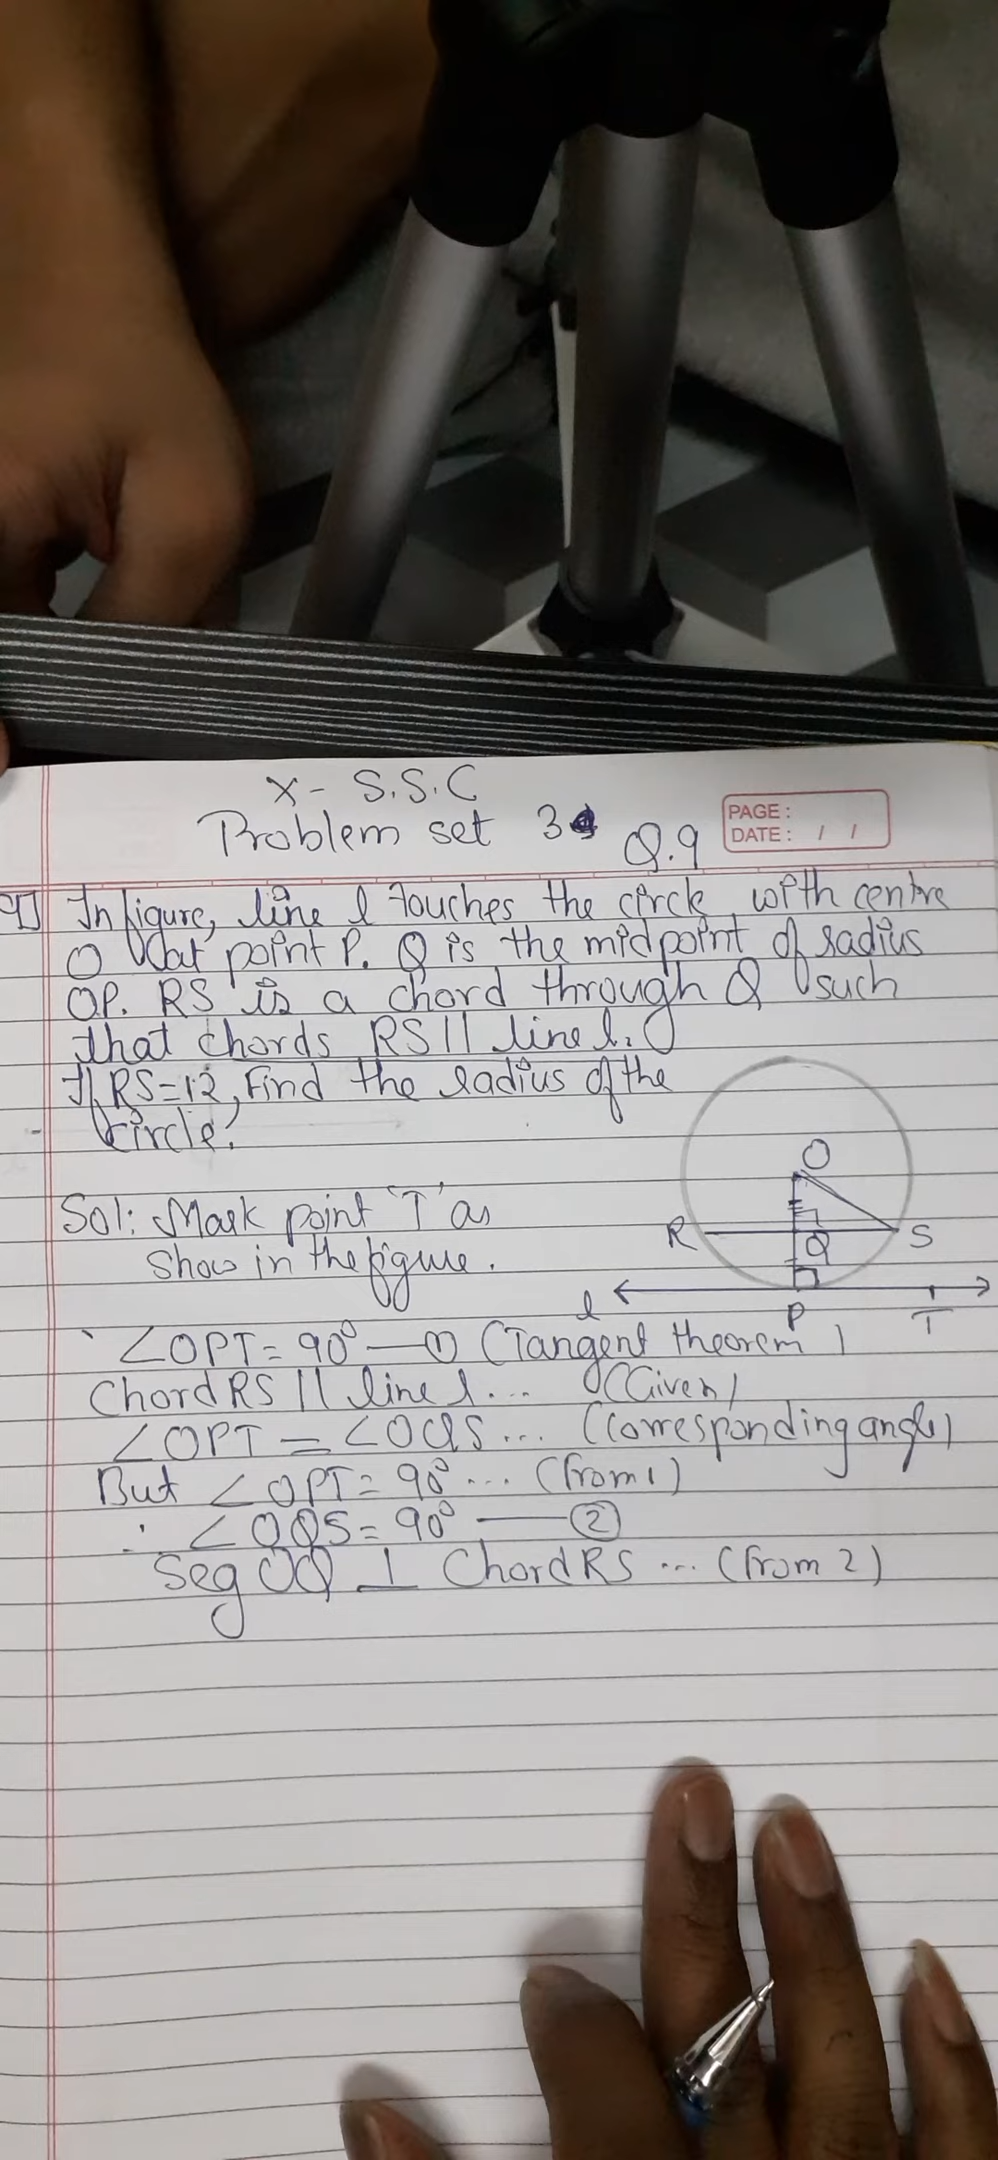 X- S.S.C
Problem set 3 Q.9
PAGE :
DATE : / /
9] In figure, line l touches the circle with centre
O at point P. Q is the midpoint of radius
OP. RS is a chord through Q such
that chords RS || line l.
If RS=12, Find the radius of the
circle.
O
R Q S
l P T
Sol: Mark point 'T' as
Show in the figure.
∠OPT = 90° — ① (Tangent theorem)
Chord RS || line l ... (Given)
∠OPT = ∠OQS ... (Corresponding angle)
But ∠OPT = 90° ... (from 1)
∴ ∠OQS = 90° — ②
Seg OQ ⊥ Chord RS ... (from 2)